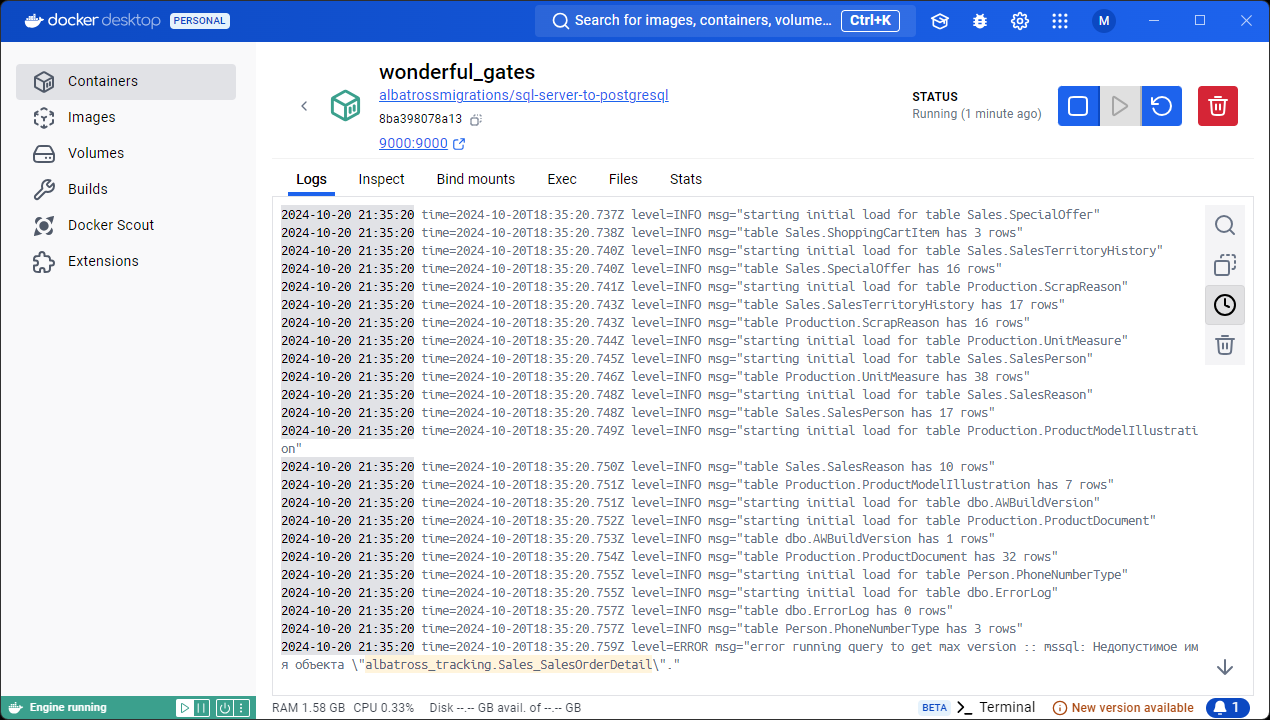 docker desktop PERSONAL
Search for images, containers, volume... Ctrl+K
M
Containers
Images
Volumes
Builds
Docker Scout
Extensions
wonderful_gates
albatrossmigrations/sql-server-to-postgresql
8ba398078a13
9000:9000
STATUS
Running (1 minute ago)
Logs Inspect Bind mounts Exec Files Stats
2024-10-20 21:35:20 time=2024-10-20T18:35:20.737Z level=INFO msg="starting initial load for table Sales.SpecialOffer"
2024-10-20 21:35:20 time=2024-10-20T18:35:20.738Z level=INFO msg="table Sales.ShoppingCartItem has 3 rows"
2024-10-20 21:35:20 time=2024-10-20T18:35:20.740Z level=INFO msg="starting initial load for table Sales.SalesTerritoryHistory"
2024-10-20 21:35:20 time=2024-10-20T18:35:20.740Z level=INFO msg="table Sales.SpecialOffer has 16 rows"
2024-10-20 21:35:20 time=2024-10-20T18:35:20.741Z level=INFO msg="starting initial load for table Production.ScrapReason"
2024-10-20 21:35:20 time=2024-10-20T18:35:20.743Z level=INFO msg="table Sales.SalesTerritoryHistory has 17 rows"
2024-10-20 21:35:20 time=2024-10-20T18:35:20.743Z level=INFO msg="table Production.ScrapReason has 16 rows"
2024-10-20 21:35:20 time=2024-10-20T18:35:20.744Z level=INFO msg="starting initial load for table Production.UnitMeasure"
2024-10-20 21:35:20 time=2024-10-20T18:35:20.745Z level=INFO msg="starting initial load for table Sales.SalesPerson"
2024-10-20 21:35:20 time=2024-10-20T18:35:20.746Z level=INFO msg="table Production.UnitMeasure has 38 rows"
2024-10-20 21:35:20 time=2024-10-20T18:35:20.748Z level=INFO msg="starting initial load for table Sales.SalesReason"
2024-10-20 21:35:20 time=2024-10-20T18:35:20.748Z level=INFO msg="table Sales.SalesPerson has 17 rows"
2024-10-20 21:35:20 time=2024-10-20T18:35:20.749Z level=INFO msg="starting initial load for table Production.ProductModelIllustrati
on"
2024-10-20 21:35:20 time=2024-10-20T18:35:20.750Z level=INFO msg="table Sales.SalesReason has 10 rows"
2024-10-20 21:35:20 time=2024-10-20T18:35:20.751Z level=INFO msg="table Production.ProductModelIllustration has 7 rows"
2024-10-20 21:35:20 time=2024-10-20T18:35:20.751Z level=INFO msg="starting initial load for table dbo.AWBuildVersion"
2024-10-20 21:35:20 time=2024-10-20T18:35:20.752Z level=INFO msg="starting initial load for table Production.ProductDocument"
2024-10-20 21:35:20 time=2024-10-20T18:35:20.753Z level=INFO msg="table dbo.AWBuildVersion has 1 rows"
2024-10-20 21:35:20 time=2024-10-20T18:35:20.754Z level=INFO msg="table Production.ProductDocument has 32 rows"
2024-10-20 21:35:20 time=2024-10-20T18:35:20.755Z level=INFO msg="starting initial load for table Person.PhoneNumberType"
2024-10-20 21:35:20 time=2024-10-20T18:35:20.755Z level=INFO msg="starting initial load for table dbo.ErrorLog"
2024-10-20 21:35:20 time=2024-10-20T18:35:20.757Z level=INFO msg="table dbo.ErrorLog has 0 rows"
2024-10-20 21:35:20 time=2024-10-20T18:35:20.757Z level=INFO msg="table Person.PhoneNumberType has 3 rows"
2024-10-20 21:35:20 time=2024-10-20T18:35:20.759Z level=ERROR msg="error running query to get max version :: mssql: Недопустимое им
я объекта \"albatross_tracking.Sales_SalesOrderDetail\"."
Engine running
RAM 1.58 GB CPU 0.33% Disk --.-- GB avail. of --.-- GB
BETA >_ Terminal
New version available
1